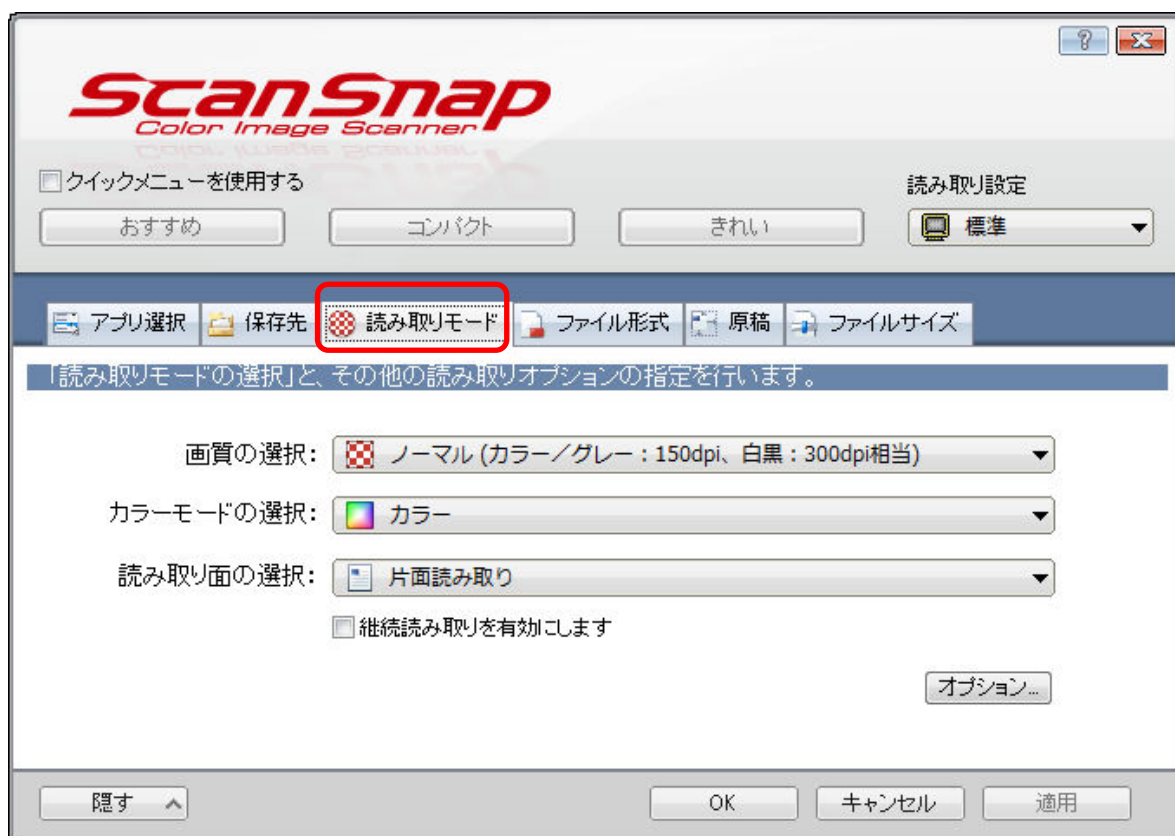 ?
ScanSnap
Color Image Scanner
クイックメニューを使用する
読み取り設定
おすすめ
コンパクト
きれい
標準
アプリ選択
保存先
読み取りモード
ファイル形式
原稿
ファイルサイズ
「読み取りモードの選択」と、その他の読み取りオプションの指定を行います。
画質の選択:
ノーマル (カラー／グレー：150dpi、白黒：300dpi相当)
カラーモードの選択:
カラー
読み取り面の選択:
片面読み取り
継続読み取りを有効にします
オプション...
隠す
OK
キャンセル
適用